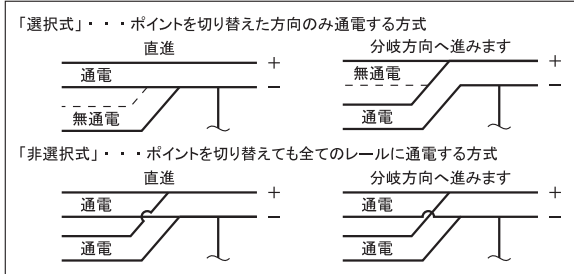 「選択式」・・・ポイントを切り替えた方向のみ通電する方式
直進
通電
無通電
+
−
分岐方向へ進みます
無通電
通電
+
−
「非選択式」・・・ポイントを切り替えても全てのレールに通電する方式
直進
通電
通電
+
−
分岐方向へ進みます
通電
通電
+
−